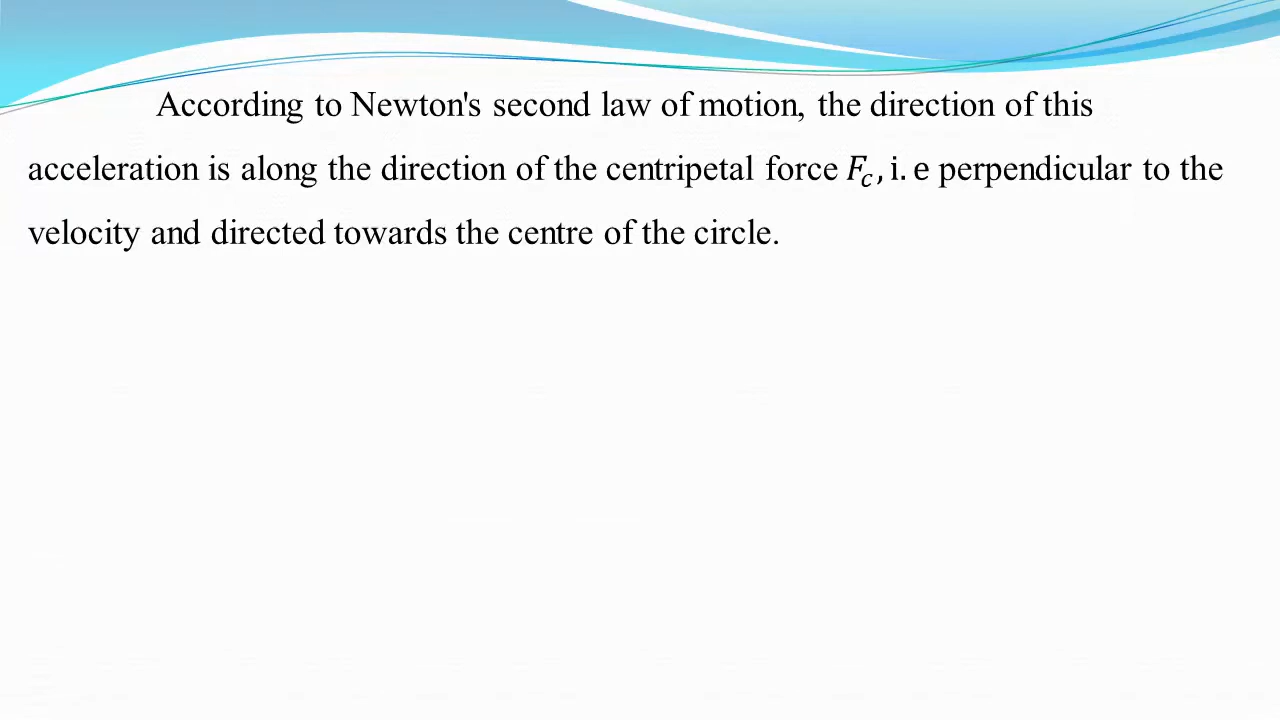 According to Newton's second law of motion, the direction of this
acceleration is along the direction of the centripetal force F_c, i. e perpendicular to the
velocity and directed towards the centre of the circle.